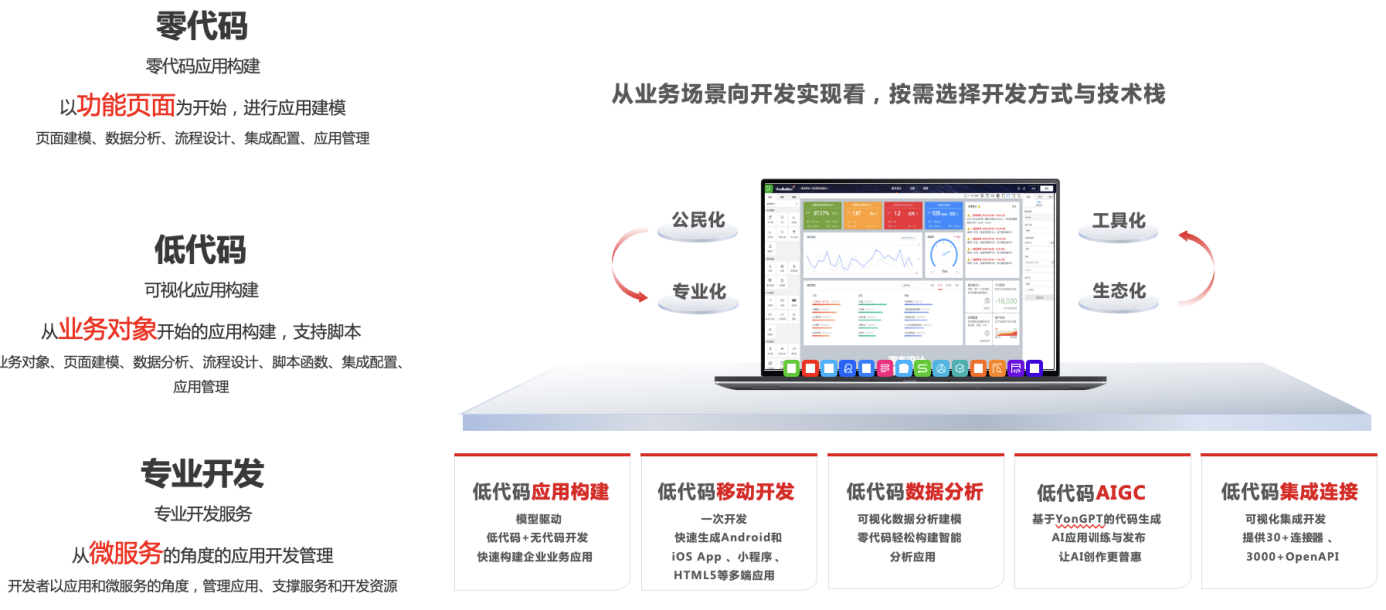 零代码
零代码应用构建
以功能页面为开始，进行应用建模
页面建模、数据分析、流程设计、集成配置、应用管理
低代码
可视化应用构建
从业务对象开始的应用构建，支持脚本
业务对象、页面建模、数据分析、流程设计、脚本函数、集成配置、
应用管理
专业开发
专业开发服务
从微服务的角度的应用开发管理
开发者以应用和微服务的角度，管理应用、支撑服务和开发资源
从业务场景向开发实现看，按需选择开发方式与技术栈
公民化
专业化
工具化
生态化
97.17%
1.67
1.2
535
-18,000
低代码应用构建
模型驱动
低代码+无代码开发
快速构建企业业务应用
低代码移动开发
一次开发
快速生成Android和
iOS App 、小程序、
HTML5等多端应用
低代码数据分析
可视化数据分析建模
零代码轻松构建智能
分析应用
低代码AIGC
基于YonGPT的代码生成
AI应用训练与发布
让AI创作更普惠
低代码集成连接
可视化集成开发
提供30+连接器 、
3000+OpenAPI